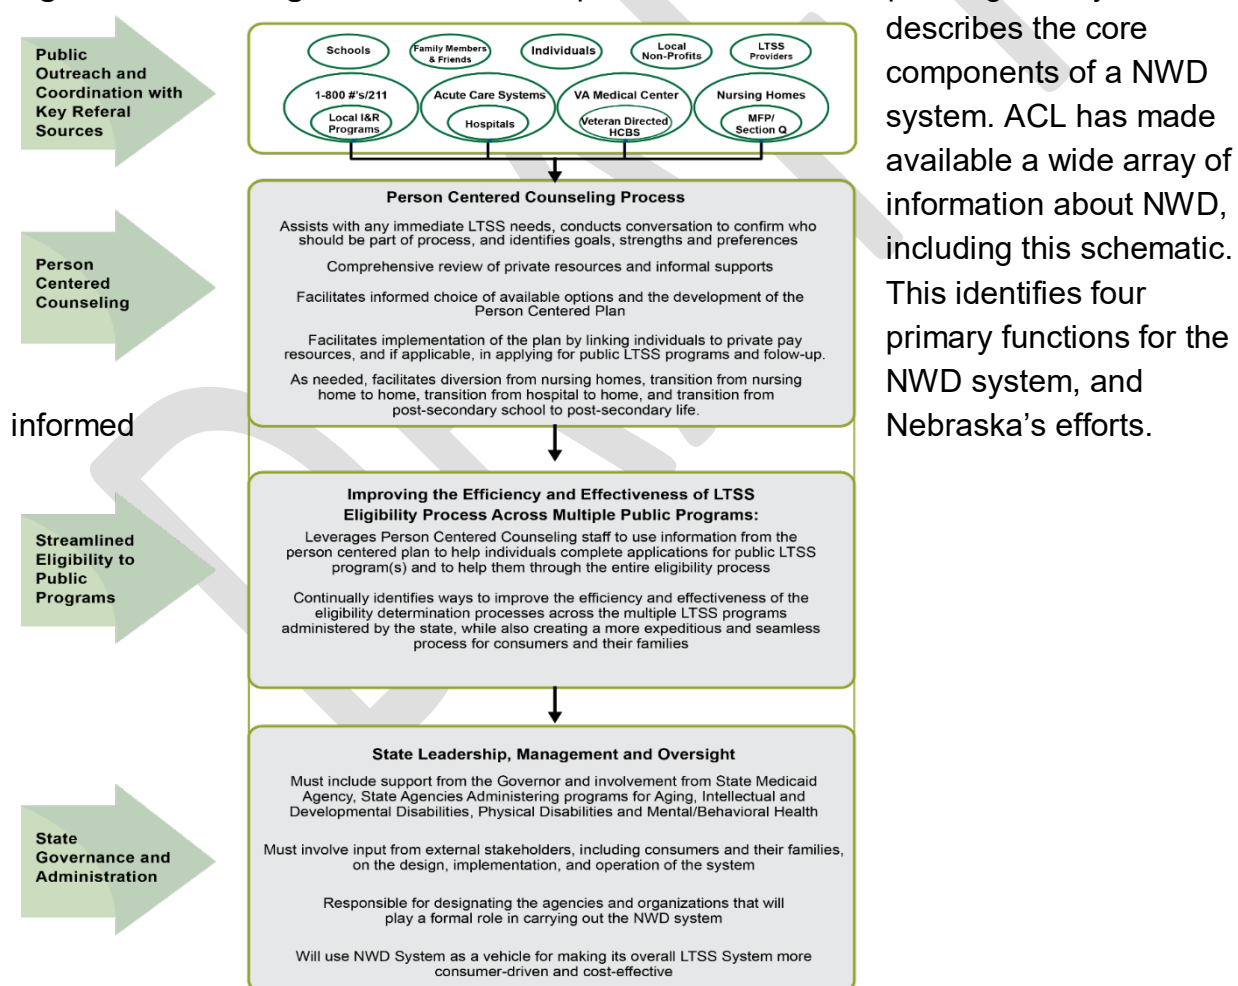 describes the core
components of a NWD
system. ACL has made
available a wide array of
information about NWD,
including this schematic.
This identifies four
primary functions for the
NWD system, and
informed
Nebraska’s efforts.
Public
Outreach and
Coordination with
Key Referal
Sources
Schools
Family Members
& Friends
Individuals
Local
Non-Profits
LTSS
Providers
1-800 #'s/211
Local I&R
Programs
Acute Care Systems
Hospitals
VA Medical Center
Veteran Directed
HCBS
Nursing Homes
MFP/
Section Q
Person
Centered
Counseling
Person Centered Counseling Process
Assists with any immediate LTSS needs, conducts conversation to confirm who
should be part of process, and identifies goals, strengths and preferences
Comprehensive review of private resources and informal supports
Facilitates informed choice of available options and the development of the
Person Centered Plan
Facilitates implementation of the plan by linking individuals to private pay
resources, and if applicable, in applying for public LTSS programs and folow-up.
As needed, facilitates diversion from nursing homes, transition from nursing
home to home, transition from hospital to home, and transition from
post-secondary school to post-secondary life.
Streamlined
Eligibility to
Public
Programs
Improving the Efficiency and Effectiveness of LTSS
Eligibility Process Across Multiple Public Programs:
Leverages Person Centered Counseling staff to use information from the
person centered plan to help individuals complete applications for public LTSS
program(s) and to help them through the entire eligibility process
Continually identifies ways to improve the efficiency and effectiveness of the
eligibility determination processes across the multiple LTSS programs
administered by the state, while also creating a more expeditious and seamless
process for consumers and their families
State
Governance and
Administration
State Leadership, Management and Oversight
Must include support from the Governor and involvement from State Medicaid
Agency, State Agencies Administering programs for Aging, Intellectual and
Developmental Disabilities, Physical Disabilities and Mental/Behavioral Health
Must involve input from external stakeholders, including consumers and their families,
on the design, implementation, and operation of the system
Responsible for designating the agencies and organizations that will
play a formal role in carrying out the NWD system
Will use NWD System as a vehicle for making its overall LTSS System more
consumer-driven and cost-effective